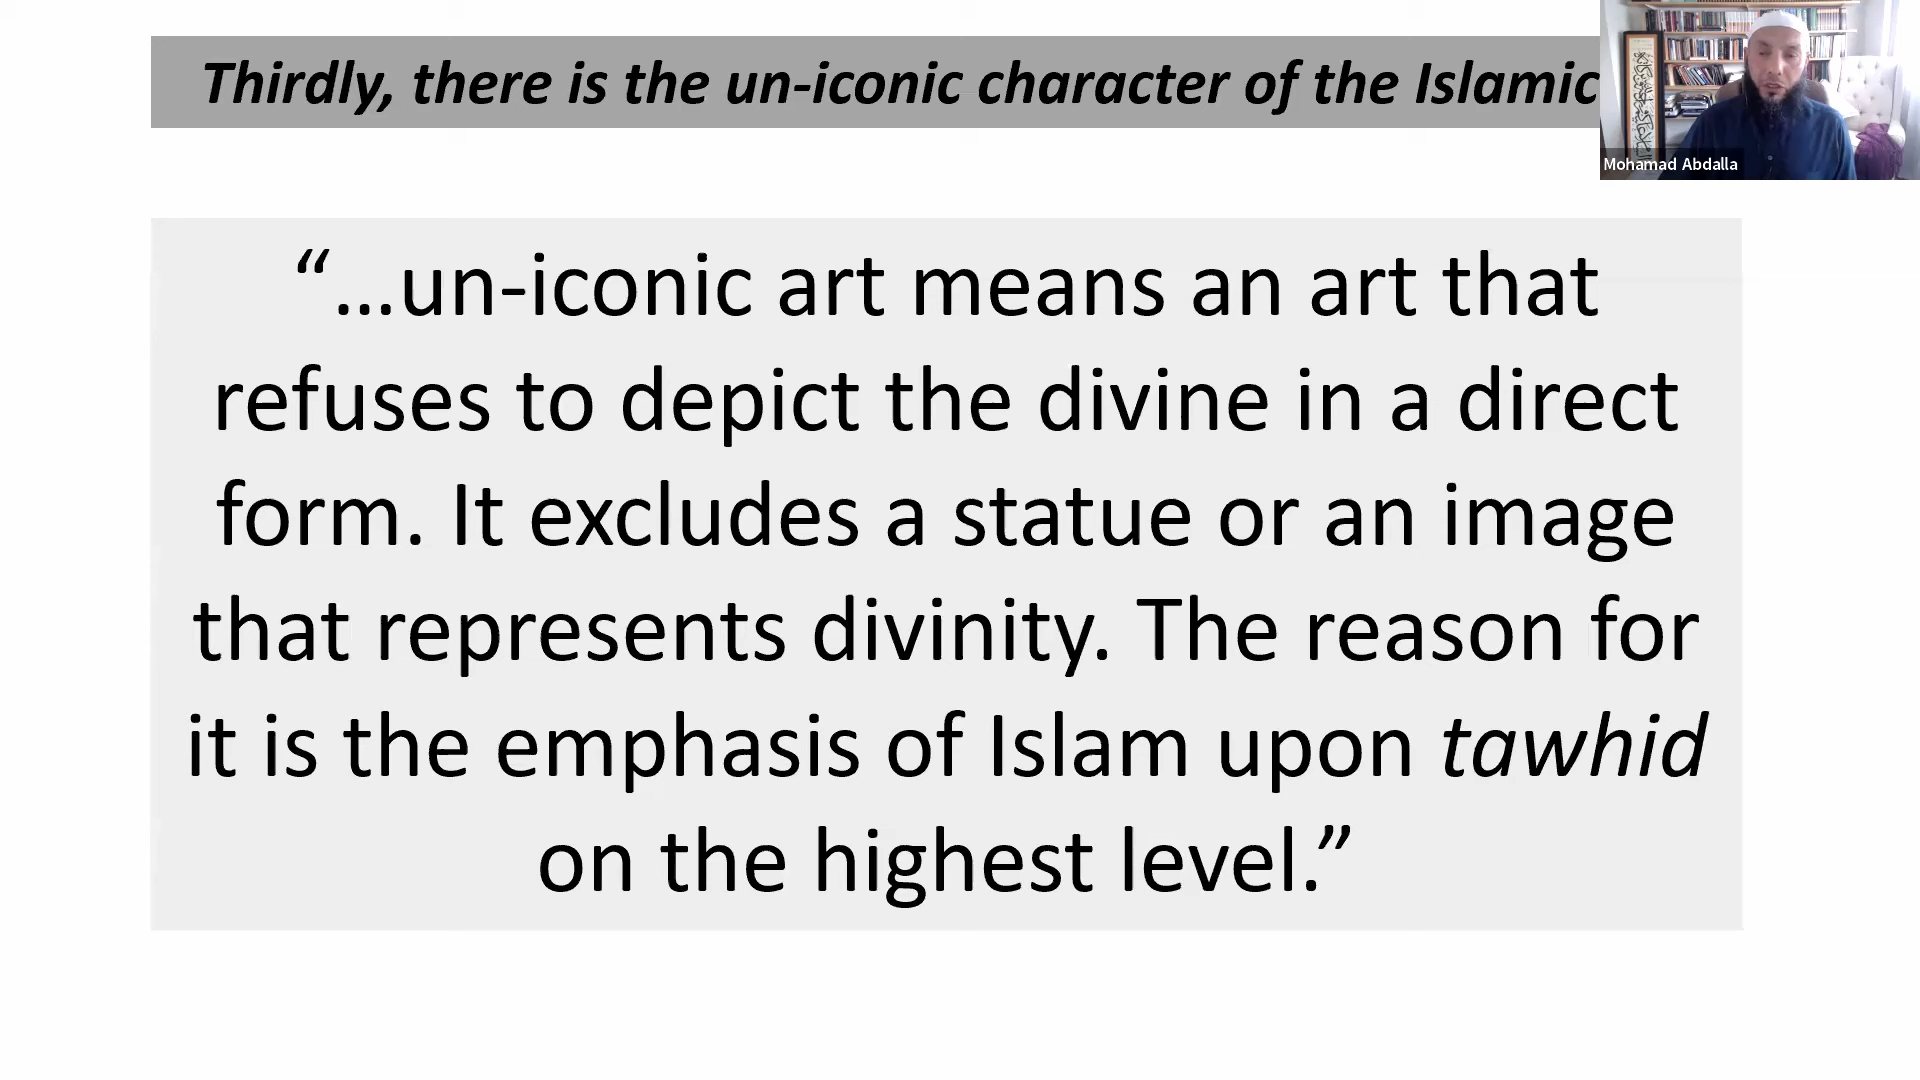 Thirdly, there is the un-iconic character of the Islamic
Mohamad Abdalla
“...un-iconic art means an art that
refuses to depict the divine in a direct
form. It excludes a statue or an image
that represents divinity. The reason for
it is the emphasis of Islam upon tawhid
on the highest level.”